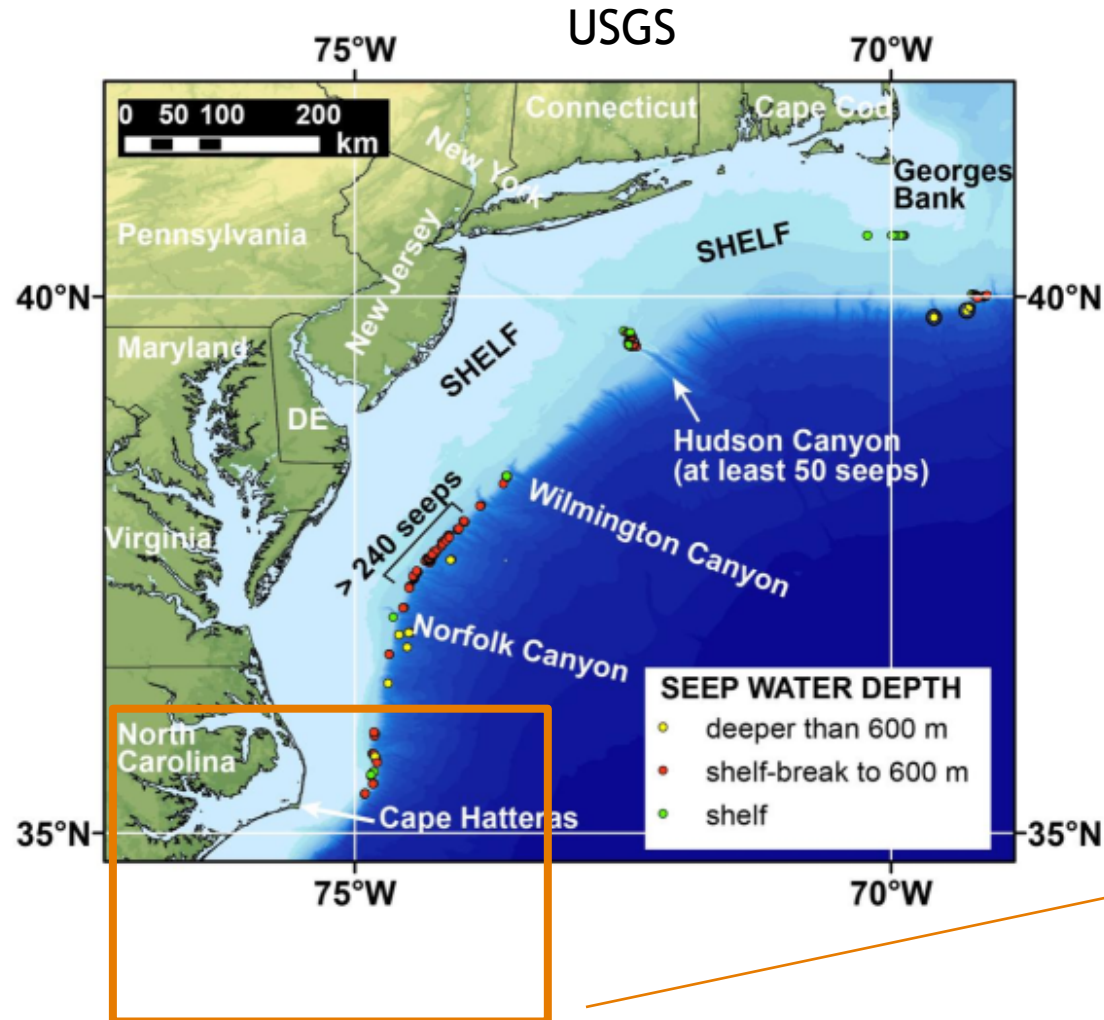 USGS
75°W
70°W
0 50 100 200
km
Connecticut
Cape Cod
New York
Georges
Bank
Pennsylvania
New Jersey
SHELF
40°N
40°N
Maryland
SHELF
DE
Hudson Canyon
(at least 50 seeps)
> 240 seeps
Wilmington Canyon
Virginia
Norfolk Canyon
SEEP WATER DEPTH
deeper than 600 m
shelf-break to 600 m
shelf
North
Carolina
Cape Hatteras
35°N
35°N
75°W
70°W